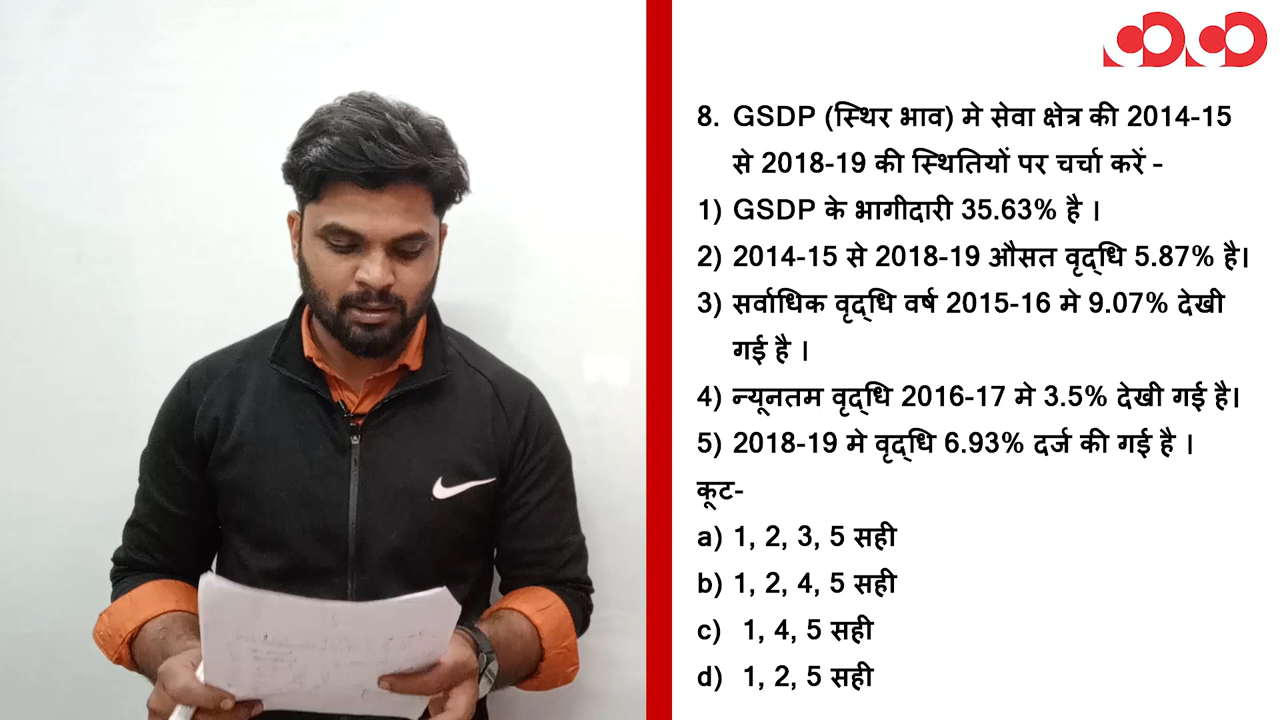 8. GSDP (स्थिर भाव) मे सेवा क्षेत्र की 2014-15
से 2018-19 की स्थितियों पर चर्चा करें –
1) GSDP के भागीदारी 35.63% है ।
2) 2014-15 से 2018-19 औसत वृद्धि 5.87% है।
3) सर्वाधिक वृद्धि वर्ष 2015-16 मे 9.07% देखी
गई है ।
4) न्यूनतम वृद्धि 2016-17 मे 3.5% देखी गई है।
5) 2018-19 मे वृद्धि 6.93% दर्ज की गई है ।
कूट-
a) 1, 2, 3, 5 सही
b) 1, 2, 4, 5 सही
c) 1, 4, 5 सही
d) 1, 2, 5 सही